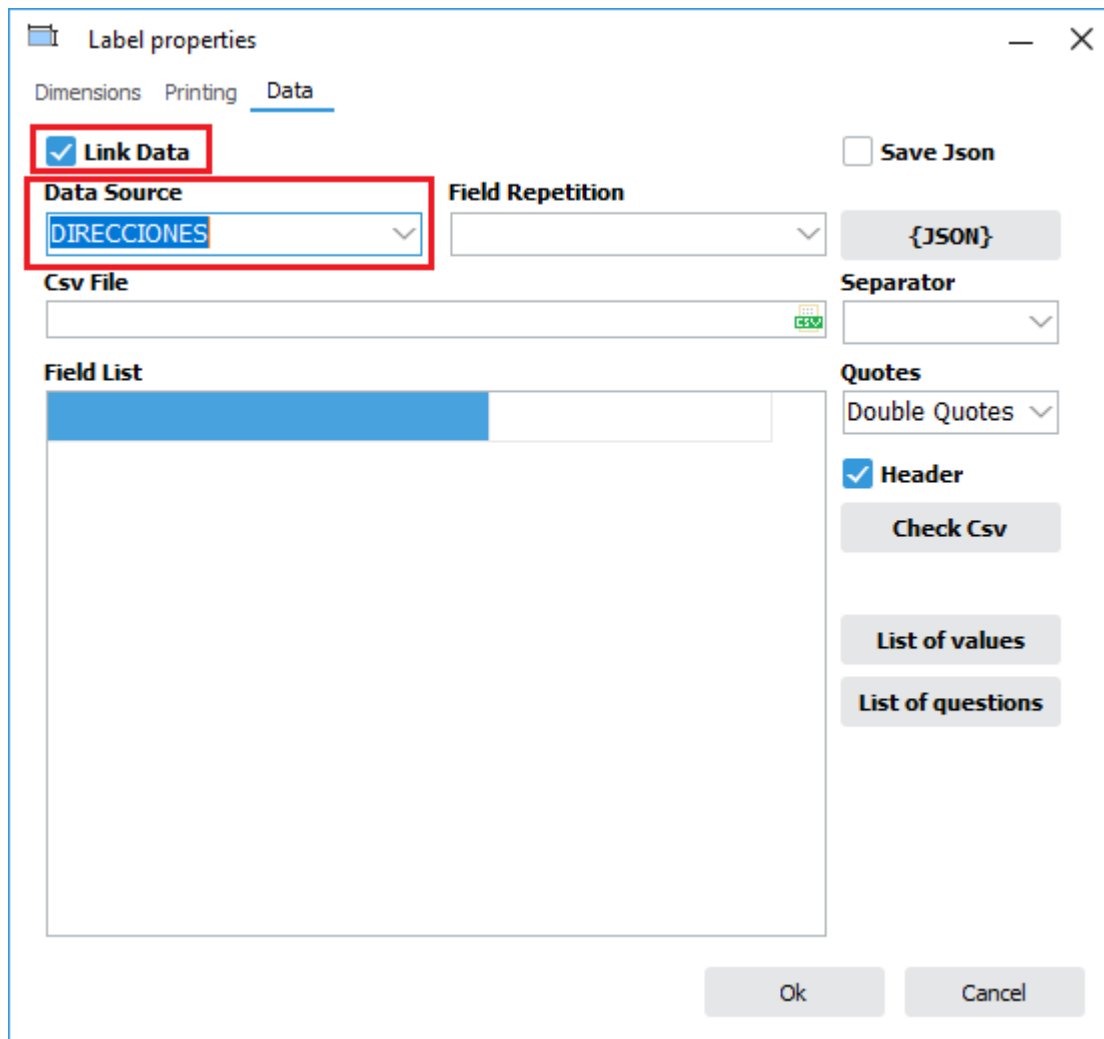 Label properties
Dimensions Printing Data
Link Data
Save Json
Data Source
Field Repetition
DIRECCIONES
{JSON}
Csv File
Separator
CSV
Field List
Quotes
Double Quotes
Header
Check Csv
List of values
List of questions
Ok
Cancel